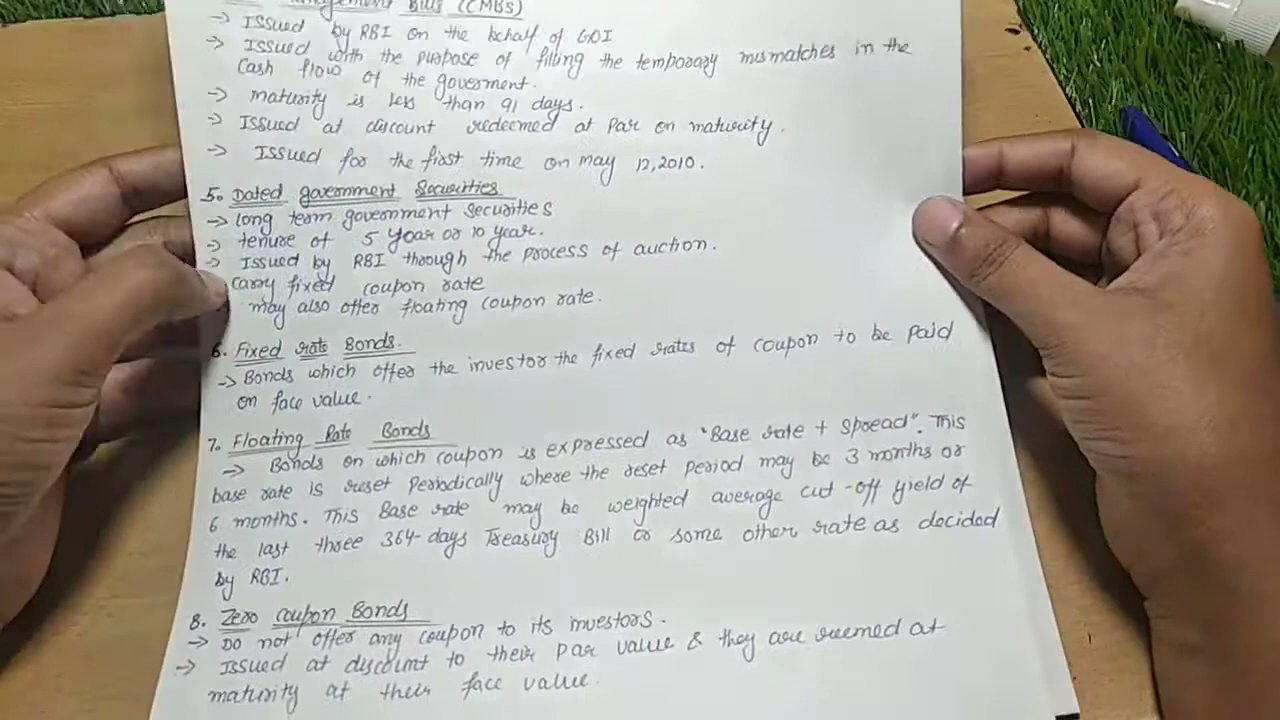 Bills (CMBs)
-> Issued by RBI on the behalf of GOI
-> Issued with the purpose of filling the temporary mismatches in the
cash flow of the goverment.
-> maturity is less than 91 days.
-> Issued at discount redeemed at par on maturity.
-> Issued for the first time on may 12, 2010.
5. Dated government Securities
-> long term government securities
-> tenure of 5 year or 10 year.
-> Issued by RBI through the process of auction.
carry fixed coupon rate
may also offer floating coupon rate.
6. Fixed rate Bonds.
-> Bonds which offer the investor the fixed rates of coupon to be paid
on face value.
7. Floating Rate Bonds
-> Bonds on which coupon is expressed as "Base rate + spread". This
base rate is reset periodically where the reset period may be 3 months or
6 months. This Base rate may be weighted average cut-off yield of
the last three 364-days Treasury Bill or some other rate as decided
by RBI.
8. Zero coupon Bonds
-> Do not offer any coupon to its investors.
-> Issued at discount to their par value & they are reemed at
maturity at their face value.